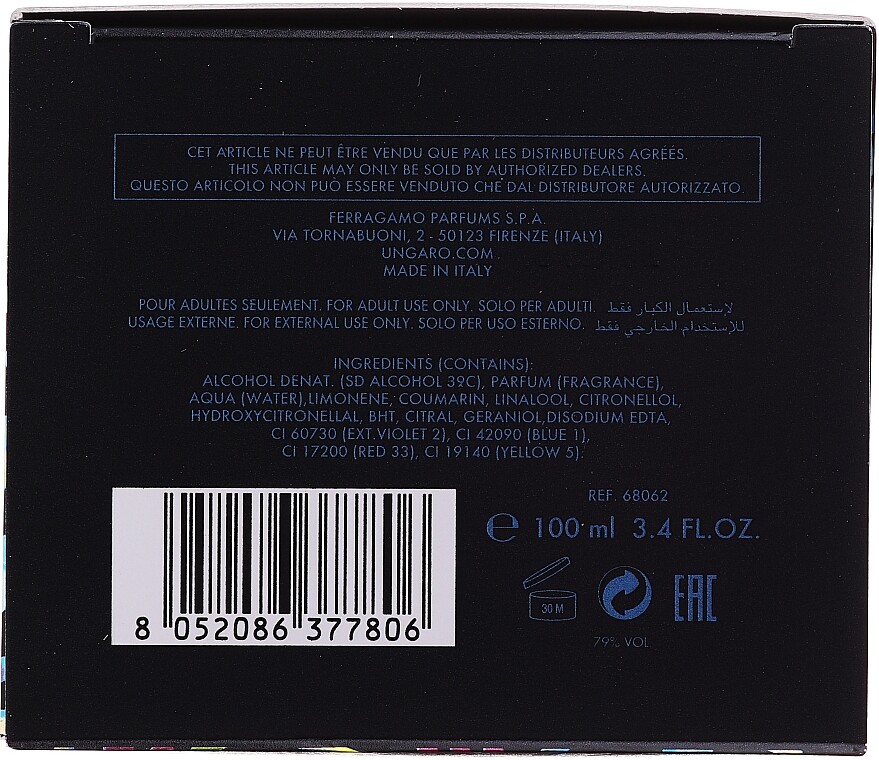 CET ARTICLE NE PEUT ÊTRE VENDU QUE PAR LES DISTRIBUTEURS AGRÉÉS.
THIS ARTICLE MAY ONLY BE SOLD BY AUTHORIZED DEALERS.
QUESTO ARTICOLO NON PUÒ ESSERE VENDUTO CHE DAL DISTRIBUTORE AUTORIZZATO.
FERRAGAMO PARFUMS S.P.A.
VIA TORNABUONI, 2 - 50123 FIRENZE (ITALY)
UNGARO.COM
MADE IN ITALY
POUR ADULTES SEULEMENT. FOR ADULT USE ONLY. SOLO PER ADULTI. لإستعمال الكبار فقط
USAGE EXTERNE. FOR EXTERNAL USE ONLY. SOLO PER USO ESTERNO. للإستخدام الخارجي فقط
INGREDIENTS (CONTAINS):
ALCOHOL DENAT. (SD ALCOHOL 39C), PARFUM (FRAGRANCE),
AQUA (WATER),LIMONENE, COUMARIN, LINALOOL, CITRONELLOL,
HYDROXYCITRONELLAL, BHT, CITRAL, GERANIOL,DISODIUM EDTA,
CI 60730 (EXT.VIOLET 2), CI 42090 (BLUE 1),
CI 17200 (RED 33), CI 19140 (YELLOW 5).
REF. 68062
℮ 100 ml 3.4 FL.OZ.
30 M
EAC
79% VOL
8 052086 377806